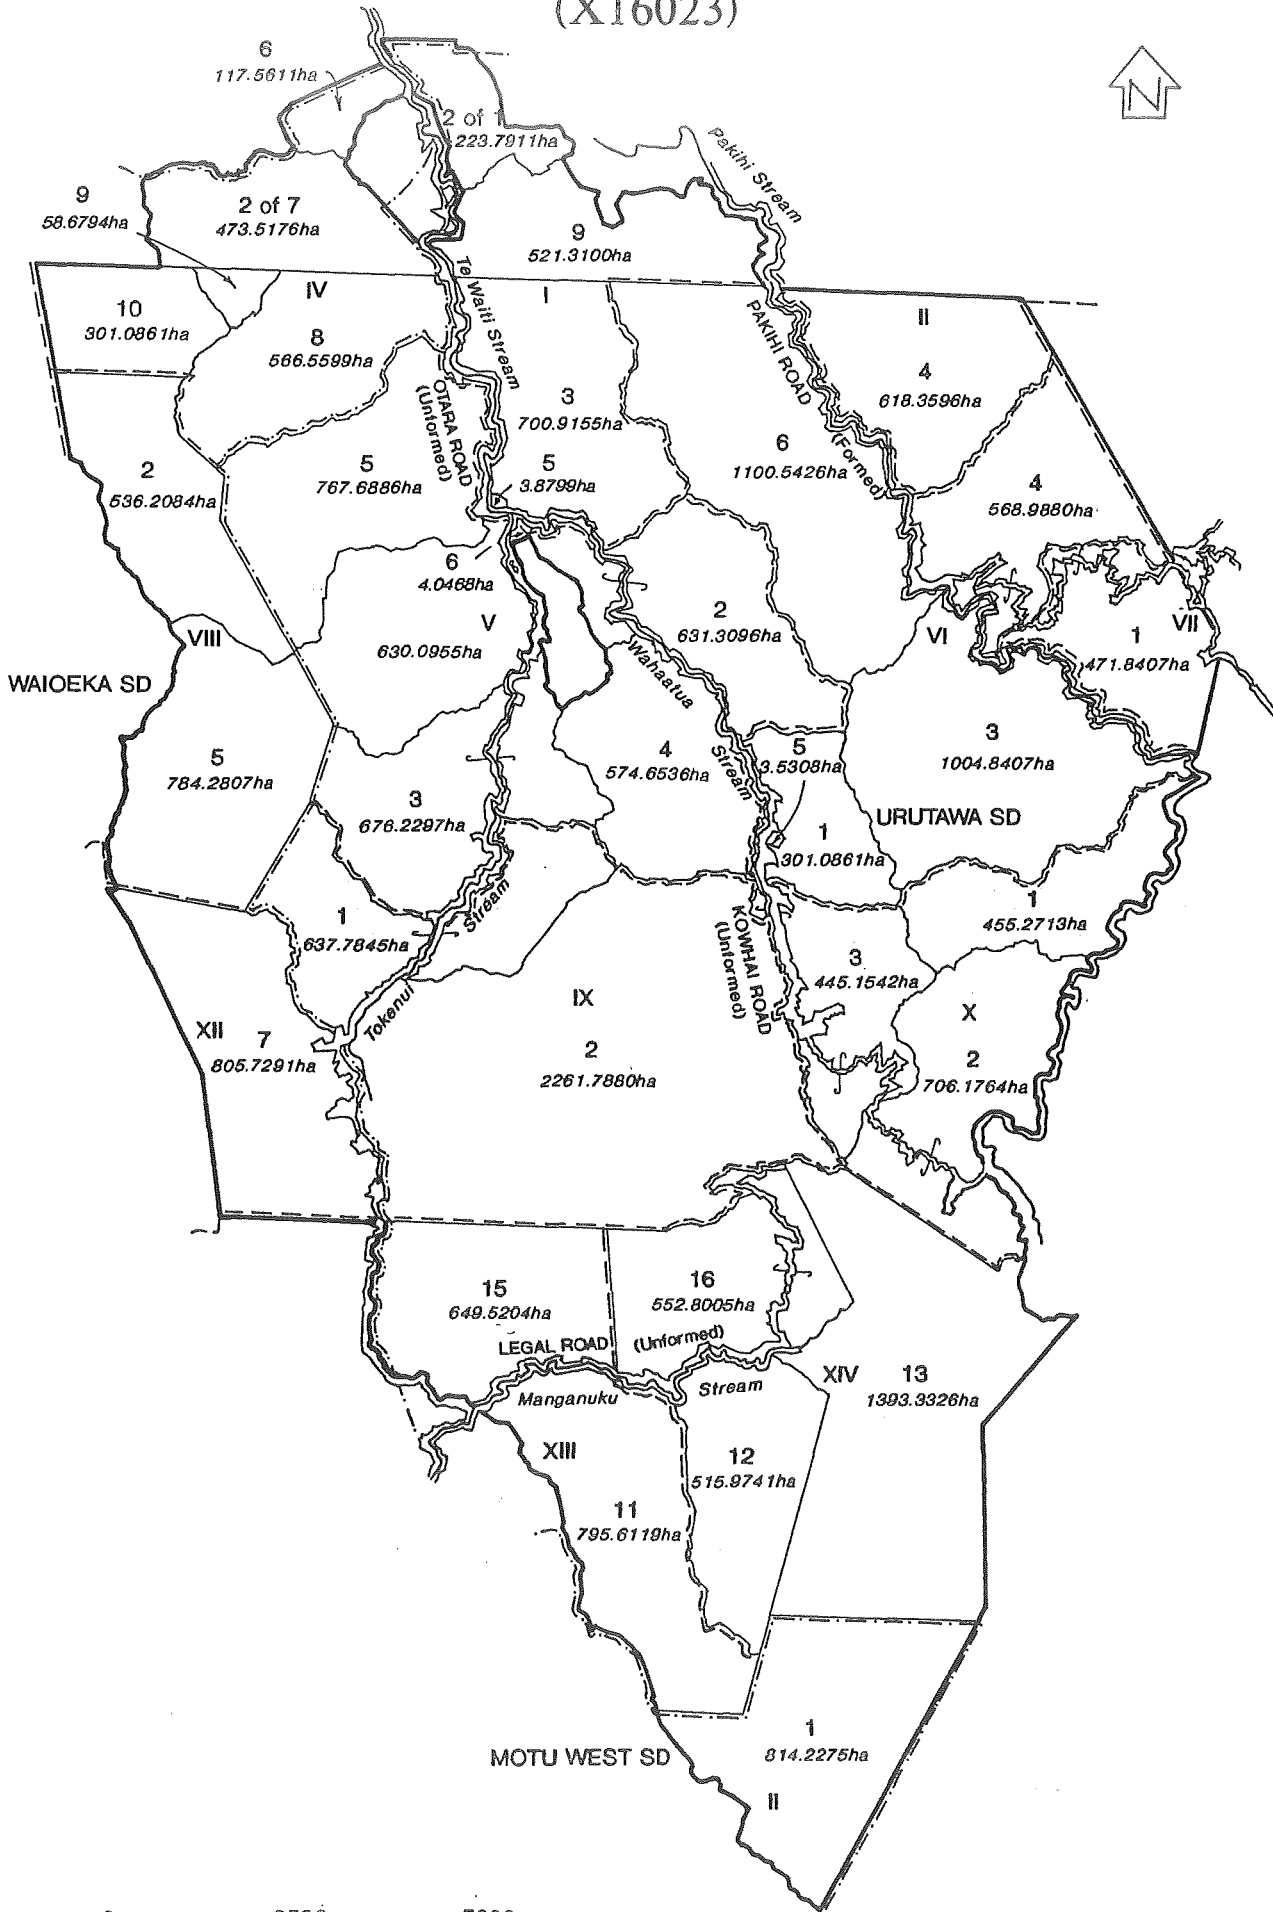 (X16023)
N
6
117.5611ha
2 of 1
223.7911ha
Pakihi Stream
9
58.6794ha
2 of 7
473.5176ha
9
521.3100ha
Te Waiti Stream
10
301.0861ha
IV
8
566.5599ha
I
PAKIHI ROAD
(Formed)
II
4
618.3596ha
OTARA ROAD
(Unformed)
3
700.9155ha
6
1100.5426ha
2
536.2084ha
5
767.6886ha
5
3.8799ha
4
568.9880ha
6
4.0468ha
V
630.0955ha
2
631.3096ha
VI
1
471.8407ha
VII
VIII
WAIOEKA SD
Wahaatua
Stream
5
784.2807ha
4
574.6536ha
5
3.5308ha
3
1004.8407ha
3
676.2297ha
URUTAWA SD
1
301.0861ha
1
637.7845ha
Stream
Tokenui
KOWHAI ROAD
(Unformed)
1
455.2713ha
3
445.1542ha
IX
2
2261.7880ha
X
2
706.1764ha
XII
7
805.7291ha
15
649.5204ha
16
552.8005ha
LEGAL ROAD
(Unformed)
Manganuku
Stream
XIV
13
1393.3326ha
XIII
12
515.9741ha
11
795.6119ha
MOTU WEST SD
1
814.2275ha
II